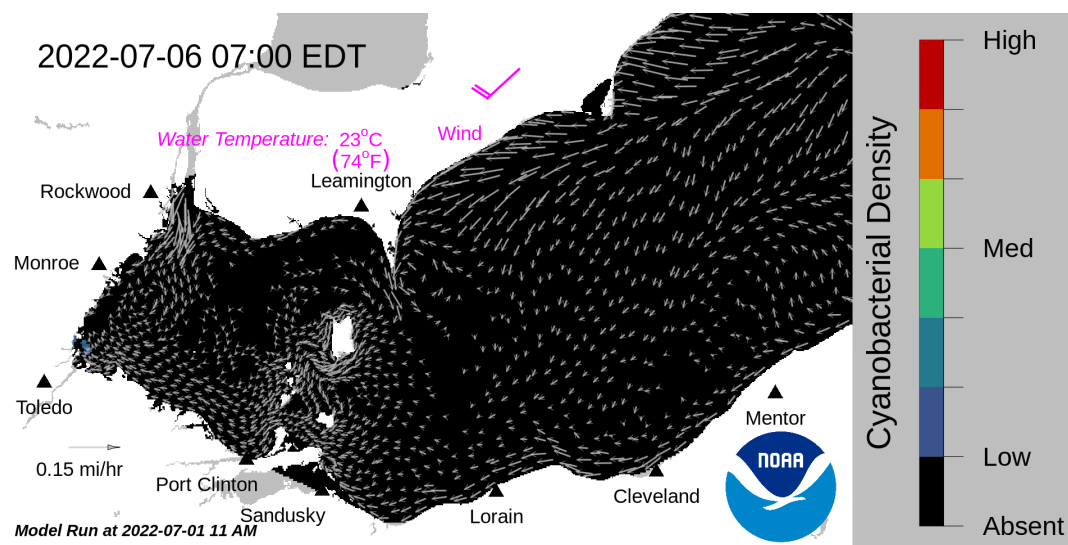 2022-07-06 07:00 EDT
Water Temperature: 23°C
(74°F)
Wind
Leamington
Rockwood
Monroe
Toledo
0.15 mi/hr
Port Clinton
Sandusky
Lorain
Cleveland
Mentor
NOAA
Model Run at 2022-07-01 11 AM
Cyanobacterial Density
High
Med
Low
Absent